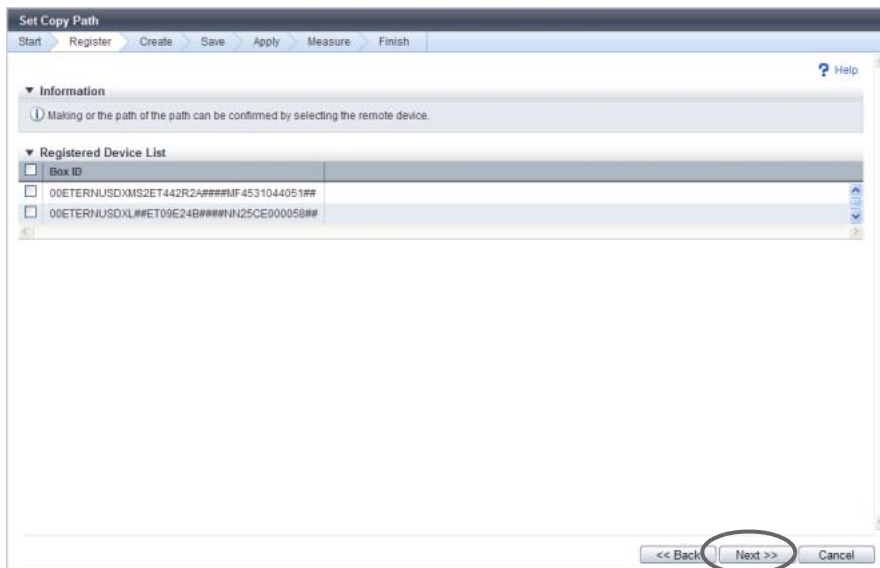 Set Copy Path
Start Register Create Save Apply Measure Finish
? Help
Information
Making or the path of the path can be confirmed by selecting the remote device.
Registered Device List
Box ID
00ETERNUSDXMS2ET442R2A####MF4531044051##
00ETERNUSDXL##ET09E24B####NN25CE000058##
<< Back Next >> Cancel